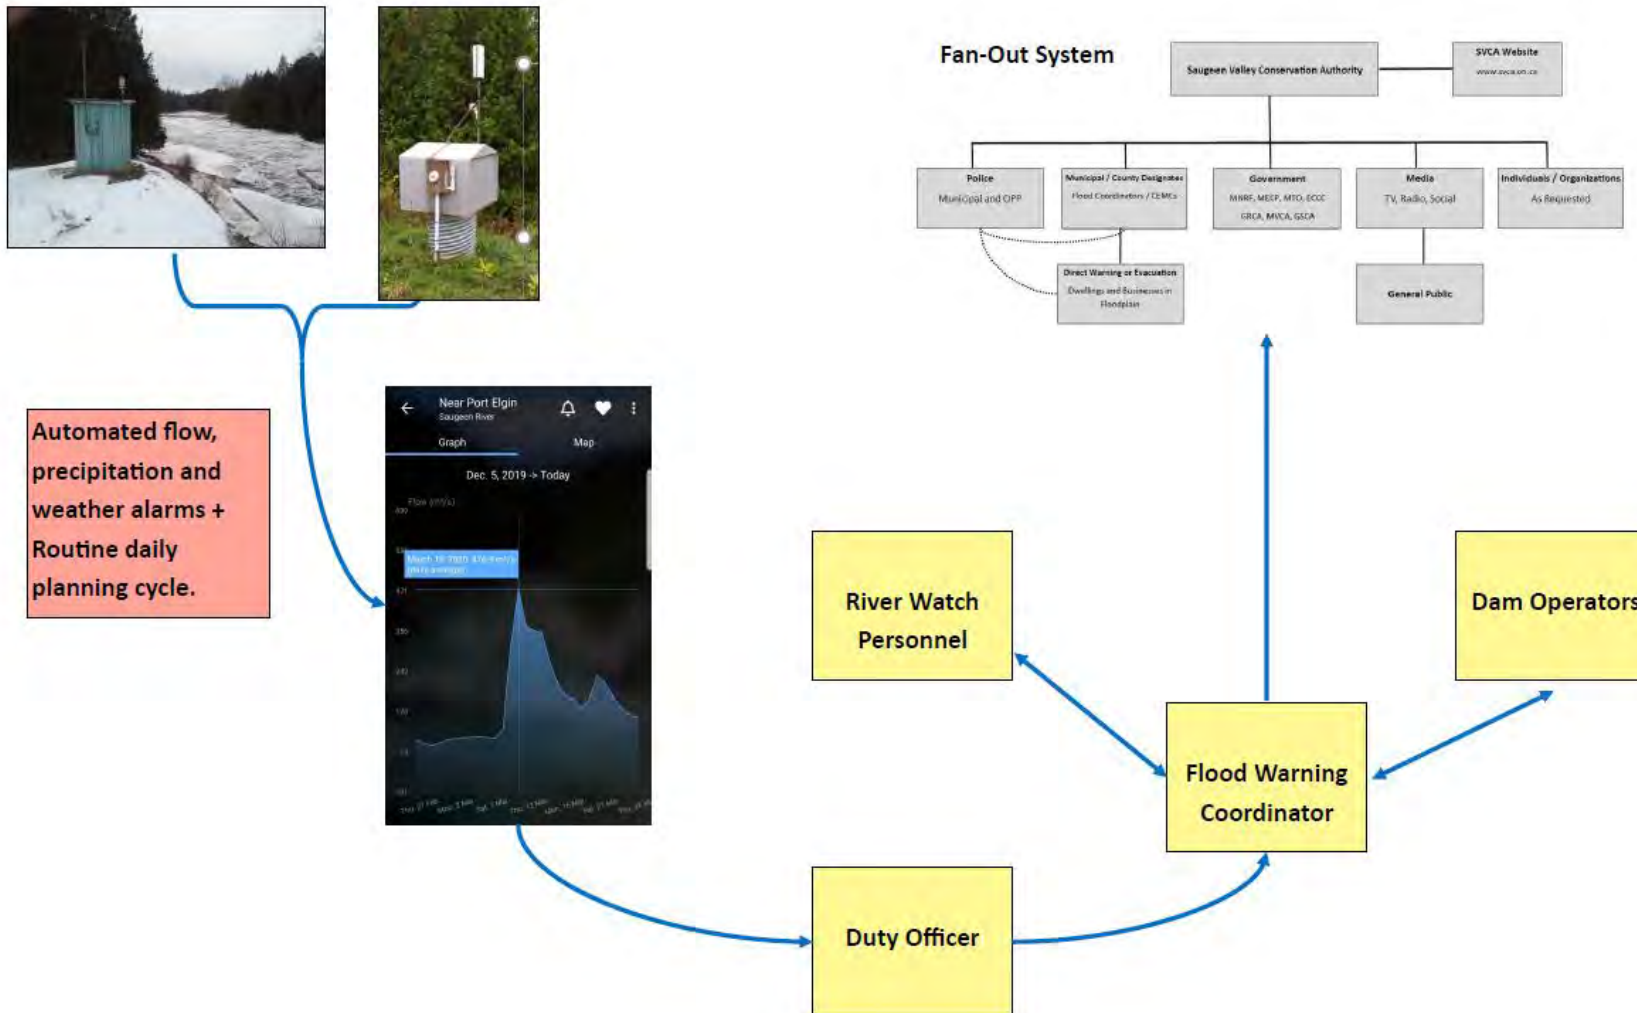 Fan-Out System
Saugeen Valley Conservation Authority
SVCA Website
www.svca.on.ca
Police
Municipal and OPP
Municipal / County Designates
Flood Coordinators / CEMCs
Government
MNRF, MECP, MTO, ECCC
GRCA, MVCA, GSCA
Media
TV, Radio, Social
Individuals / Organizations
As Requested
Direct Warning or Evacuation
Dwellings and Businesses in
Floodplain
General Public
Automated flow,
precipitation and
weather alarms +
Routine daily
planning cycle.
Near Port Elgin
Saugeen River
Graph
Map
Dec. 5, 2019 -> Today
Flow (m³/s)
(daily average)
River Watch
Personnel
Dam Operators
Flood Warning
Coordinator
Duty Officer